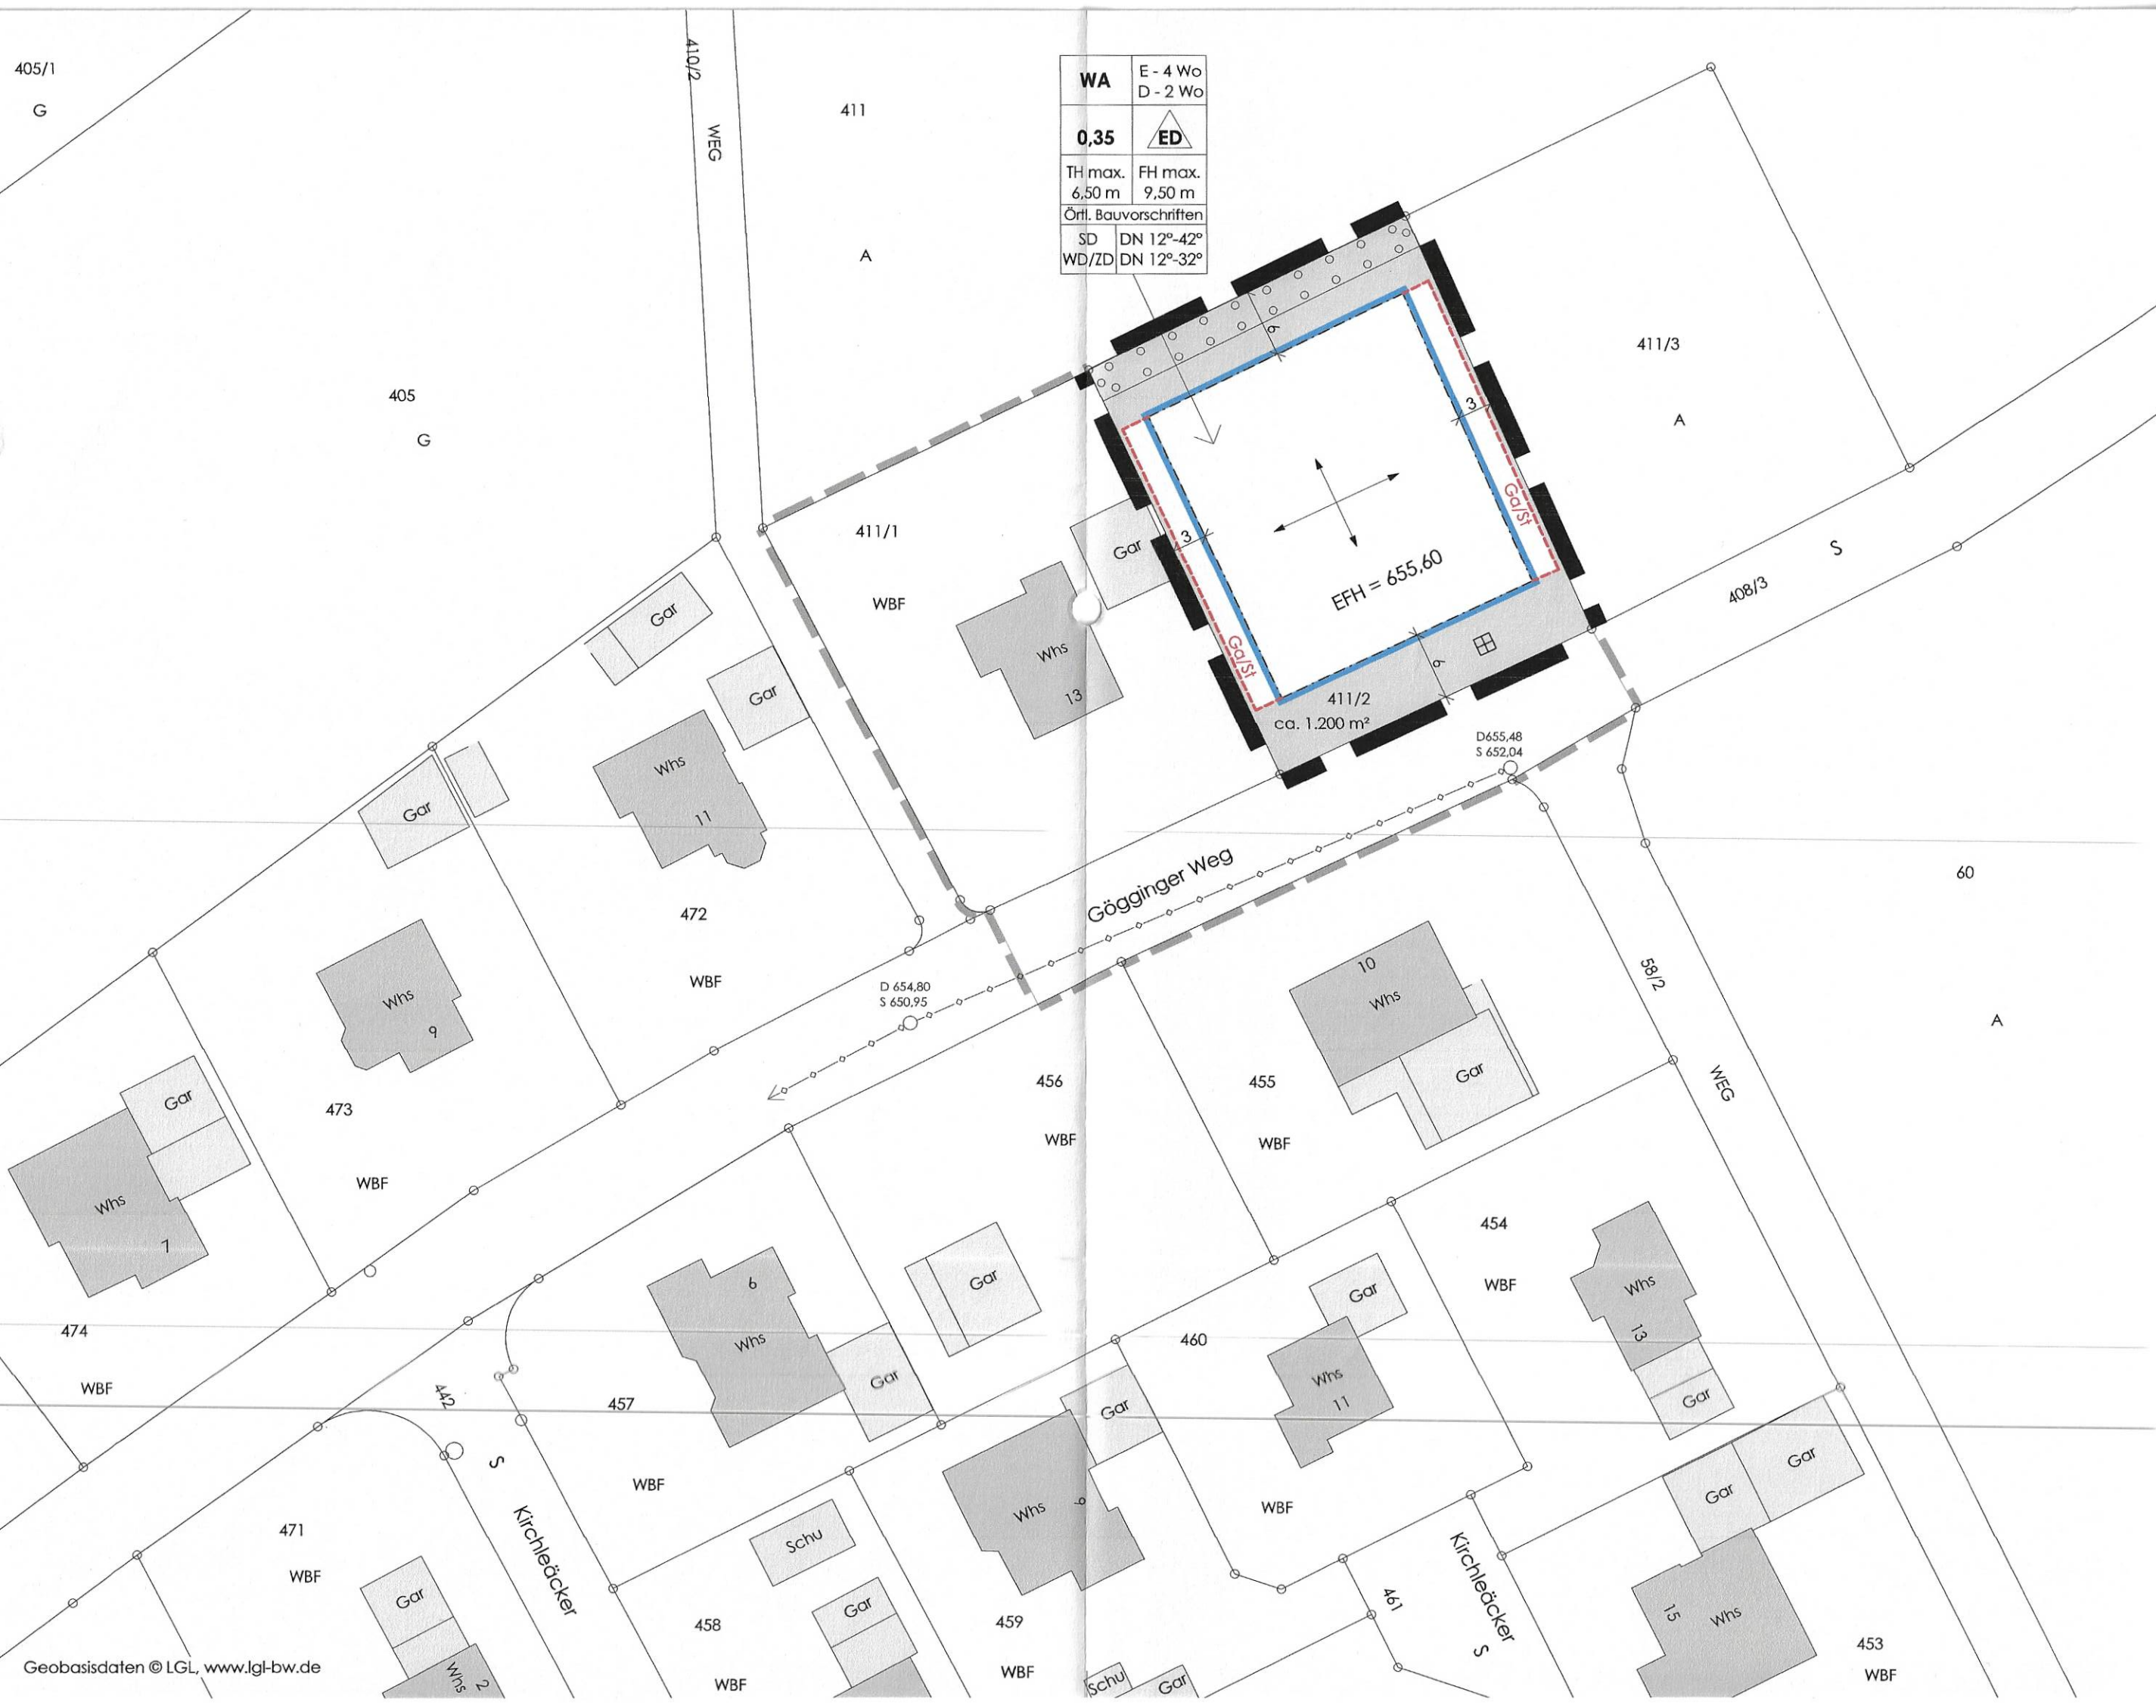 405/1
G
410/2
WEG
411
A
WA
E - 4 Wo
D - 2 Wo
0,35
ED
TH max.
6,50 m
FH max.
9,50 m
Örtl. Bauvorschriften
SD
DN 12°-42°
WD/ZD
DN 12°-32°
405
G
6
3
411/3
A
Ga/St
3
EFH = 655,60
411/1
WBF
Gar
Whs
13
Ga/St
6
411/2
ca. 1.200 m²
S
408/3
Gar
Gar
Whs
11
Gar
D655,48
S 652,04
Gögginger Weg
60
A
472
WBF
Whs
9
D 654,80
S 650,95
10
Whs
Gar
58/2
WEG
456
WBF
455
WBF
473
WBF
Gar
Whs
7
474
WBF
6
Whs
Gar
Gar
454
WBF
Whs
13
Gar
460
Gar
Whs
11
WBF
442
S
Kirchleäcker
457
WBF
Gar
Whs
9
Gar
Gar
Whs
15
453
WBF
Schu
471
WBF
Gar
Whs
2
458
WBF
Gar
459
WBF
Schu
Gar
461
Kirchleäcker
S
Geobasisdaten © LGL, www.lgl-bw.de